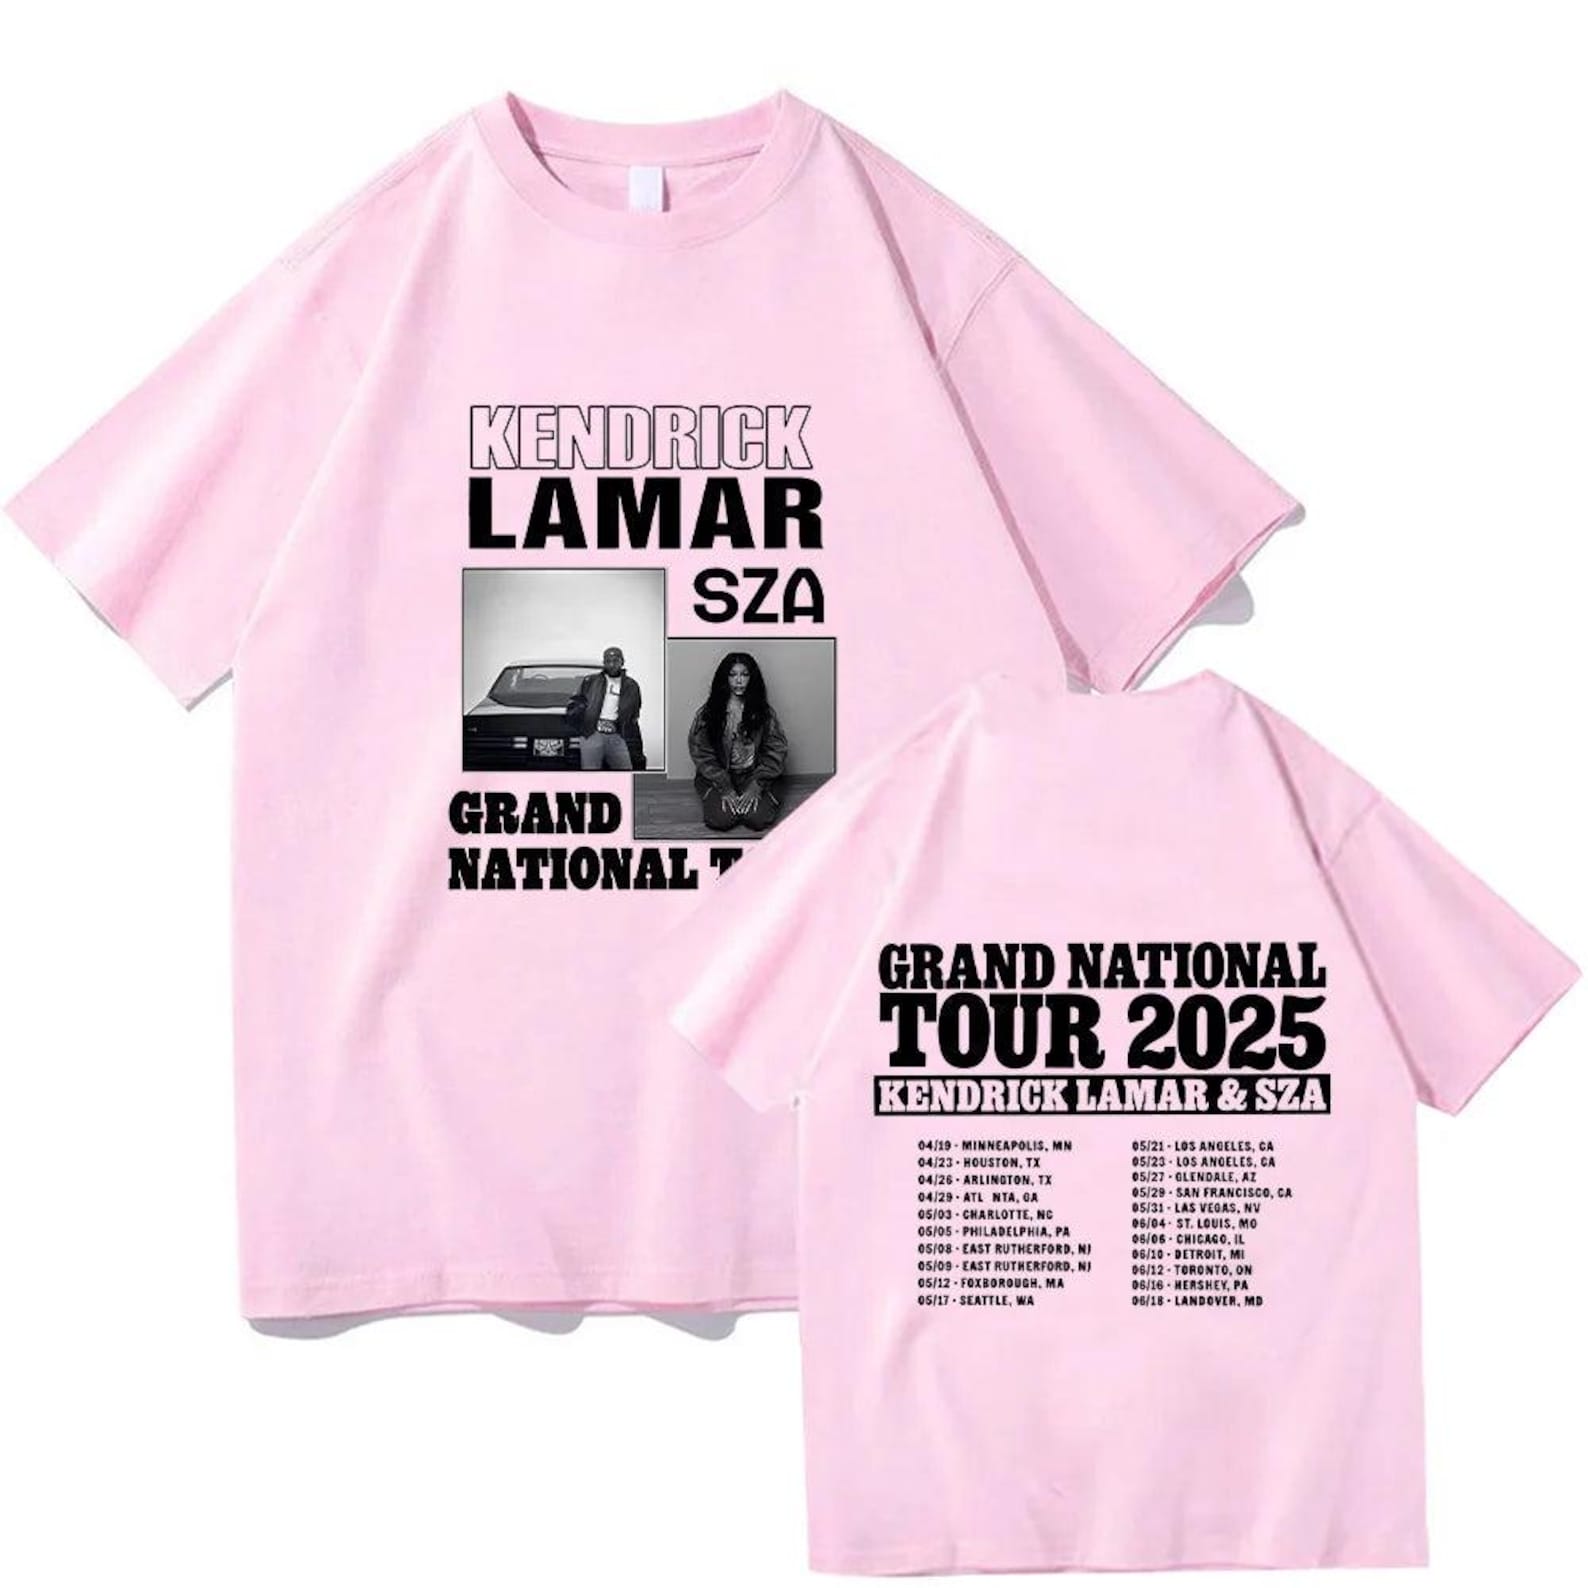 KENDRICK
LAMAR
SZA
GRAND
NATIONAL T
GRAND NATIONAL
TOUR 2025
KENDRICK LAMAR & SZA
04/19 - MINNEAPOLIS, MN
04/23 - HOUSTON, TX
04/26 - ARLINGTON, TX
04/29 - ATL NTA, GA
05/03 - CHARLOTTE, NC
05/05 - PHILADELPHIA, PA
05/08 - EAST RUTHERFORD, NJ
05/09 - EAST RUTHERFORD, NJ
05/12 - FOXBOROUGH, MA
05/17 - SEATTLE, WA
05/21 - LOS ANGELES, CA
05/23 - LOS ANGELES, CA
05/27 - GLENDALE, AZ
05/29 - SAN FRANCISCO, CA
05/31 - LAS VEGAS, NV
06/04 - ST. LOUIS, MO
06/06 - CHICAGO, IL
06/10 - DETROIT, MI
06/12 - TORONTO, ON
06/16 - HERSHEY, PA
06/18 - LANDOVER, MD